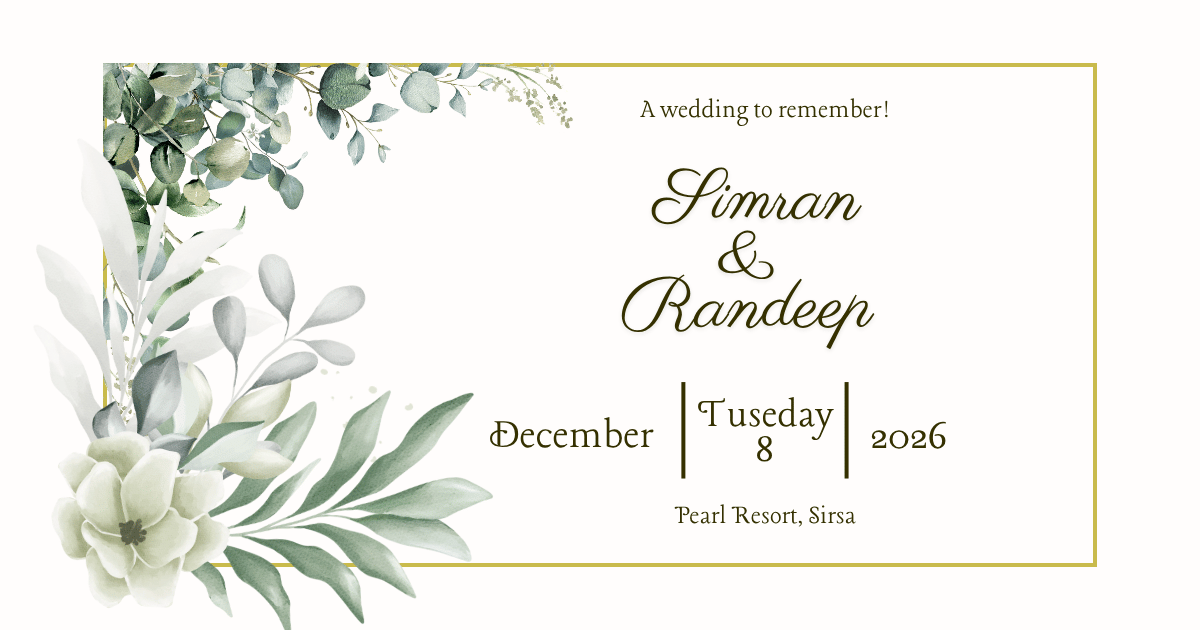 A wedding to remember!
Simran
&
Randeep
December
Tuseday
8
2026
Pearl Resort, Sirsa